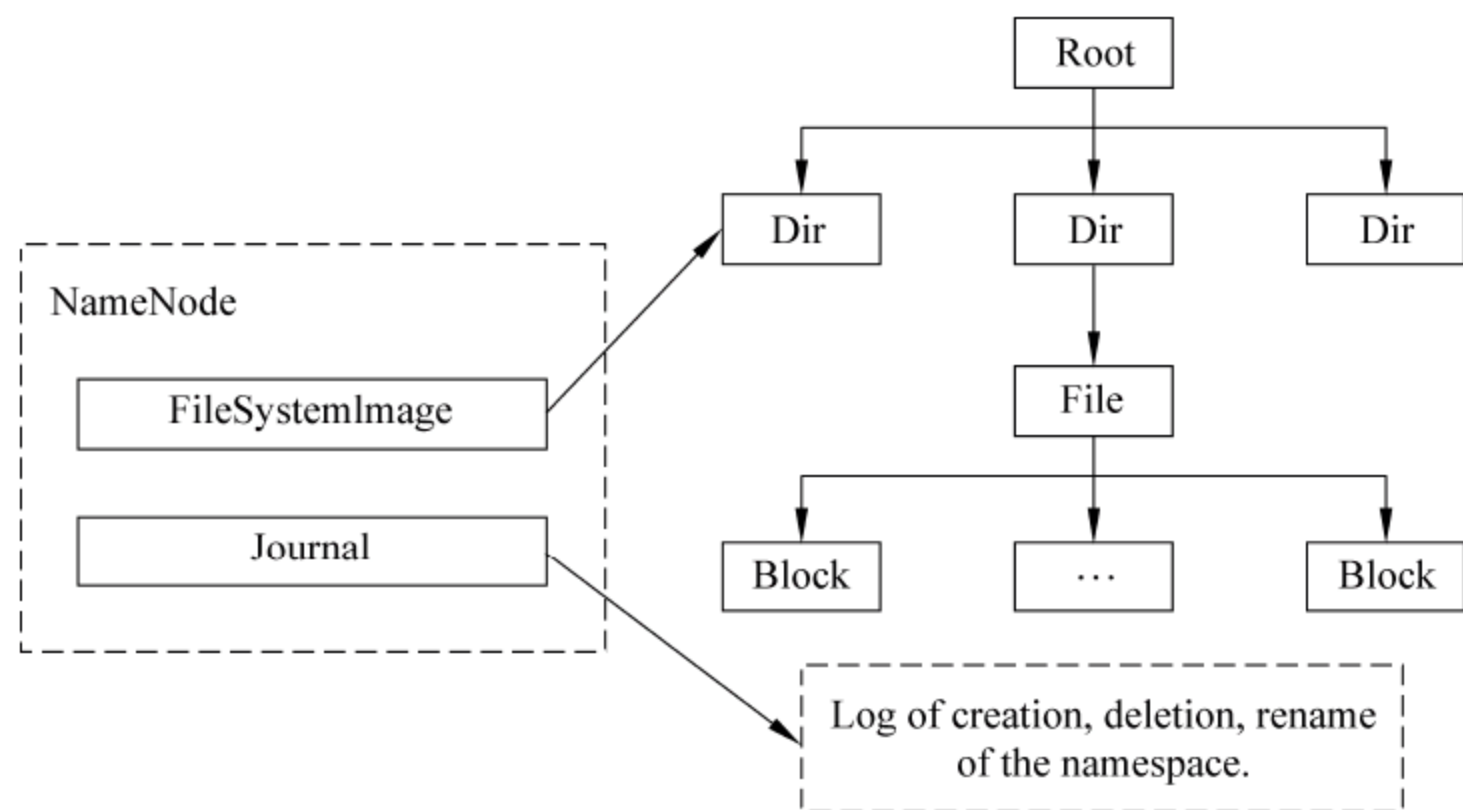 Root
Dir
Dir
Dir
NameNode
FileSystemImage
File
Journal
Block
...
Block
Log of creation, deletion, rename
of the namespace.